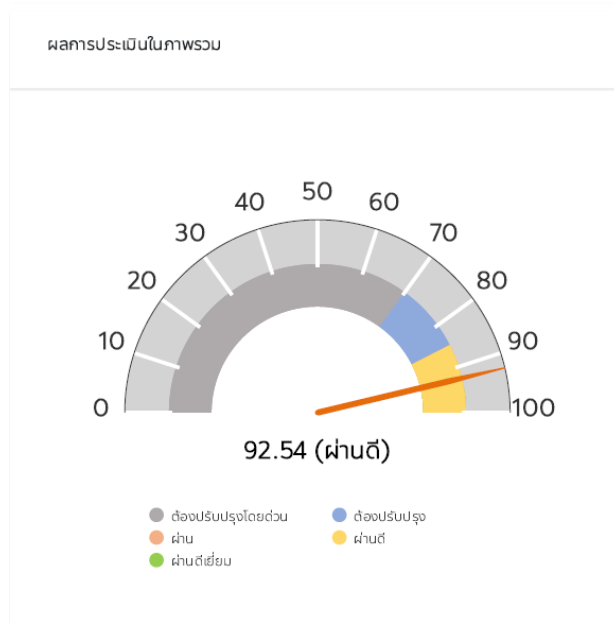 ผลการประเมินในภาพรวม
50
40
60
30
70
20
80
10
90
0
100
92.54 (ผ่านดี)
ต้องปรับปรุงโดยด่วน
ต้องปรับปรุง
ผ่าน
ผ่านดี
ผ่านดีเยี่ยม